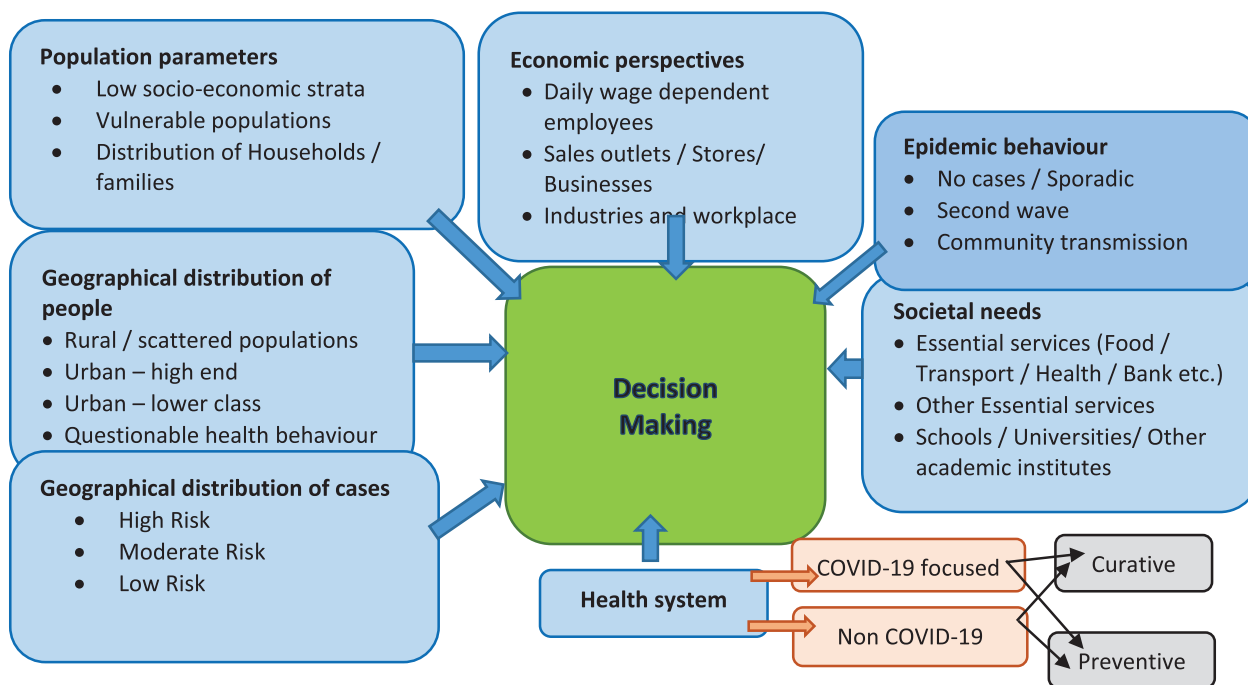 Population parameters
• Low socio-economic strata
• Vulnerable populations
• Distribution of Households /
families
Economic perspectives
• Daily wage dependent
employees
• Sales outlets / Stores/
Businesses
• Industries and workplace
Epidemic behaviour
• No cases / Sporadic
• Second wave
• Community transmission
Geographical distribution of
people
• Rural / scattered populations
• Urban – high end
• Urban – lower class
• Questionable health behaviour
Decision
Making
Societal needs
• Essential services (Food /
Transport / Health / Bank etc.)
• Other Essential services
• Schools / Universities/ Other
academic institutes
Geographical distribution of cases
• High Risk
• Moderate Risk
• Low Risk
Health system
COVID-19 focused
Non COVID-19
Curative
Preventive